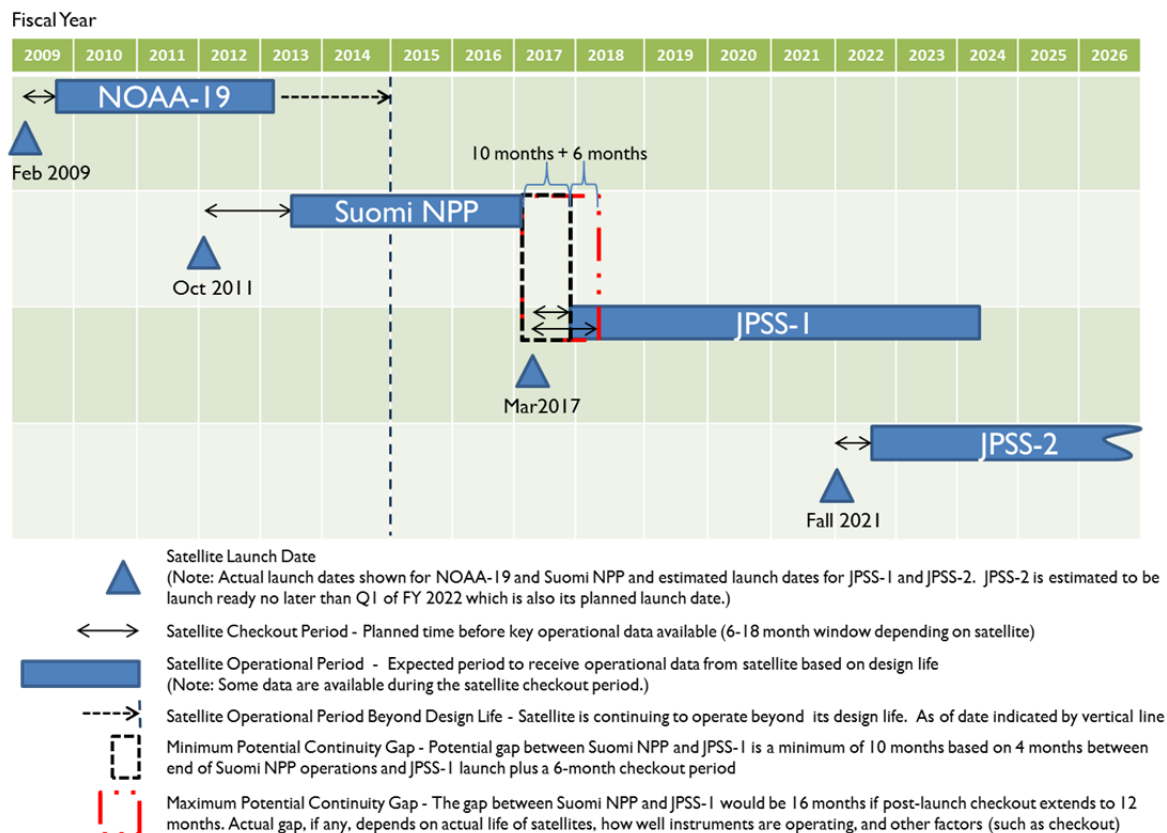 Fiscal Year
2009 2010 2011 2012 2013 2014 2015 2016 2017 2018 2019 2020 2021 2022 2023 2024 2025 2026
NOAA-19
Feb 2009
10 months + 6 months
Suomi NPP
Oct 2011
JPSS-1
Mar2017
JPSS-2
Fall 2021
Satellite Launch Date
(Note: Actual launch dates shown for NOAA-19 and Suomi NPP and estimated launch dates for JPSS-1 and JPSS-2. JPSS-2 is estimated to be
launch ready no later than Q1 of FY 2022 which is also its planned launch date.)
Satellite Checkout Period - Planned time before key operational data available (6-18 month window depending on satellite)
Satellite Operational Period - Expected period to receive operational data from satellite based on design life
(Note: Some data are available during the satellite checkout period.)
Satellite Operational Period Beyond Design Life - Satellite is continuing to operate beyond its design life. As of date indicated by vertical line
Minimum Potential Continuity Gap - Potential gap between Suomi NPP and JPSS-1 is a minimum of 10 months based on 4 months between
end of Suomi NPP operations and JPSS-1 launch plus a 6-month checkout period
Maximum Potential Continuity Gap - The gap between Suomi NPP and JPSS-1 would be 16 months if post-launch checkout extends to 12
months. Actual gap, if any, depends on actual life of satellites, how well instruments are operating, and other factors (such as checkout)